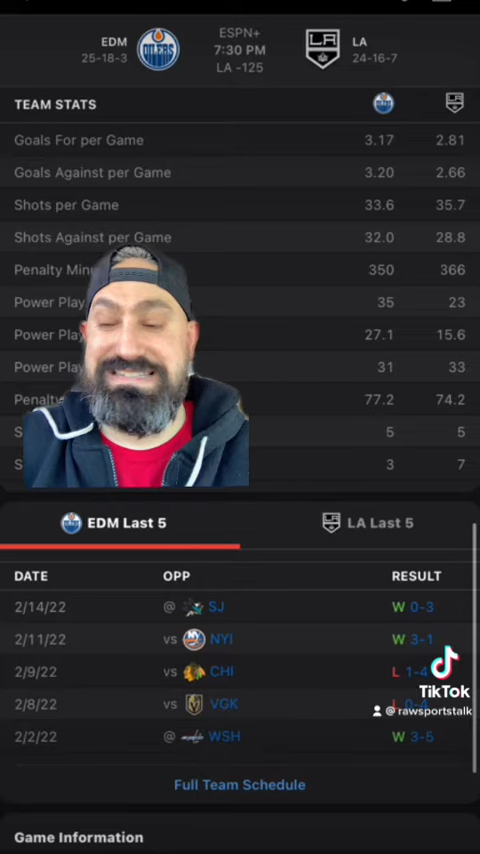 EDM
25-18-3
OILERS
ESPN+
7:30 PM
LA -125
LA
LA
24-16-7
TEAM STATS
Goals For per Game 3.17 2.81
Goals Against per Game 3.20 2.66
Shots per Game 33.6 35.7
Shots Against per Game 32.0 28.8
Penalty Min 350 366
Power Play 35 23
Power Play 27.1 15.6
Power Play 31 33
Penalty 77.2 74.2
S 5 5
S 3 7
EDM Last 5 LA Last 5
DATE OPP RESULT
2/14/22 @ SJ W 0-3
2/11/22 vs NYI W 3-1
2/9/22 vs CHI L 1-4
2/8/22 vs VGK L 0-4
2/2/22 @ WSH W 3-5
TikTok
@ rawsportstalk
Full Team Schedule
Game Information